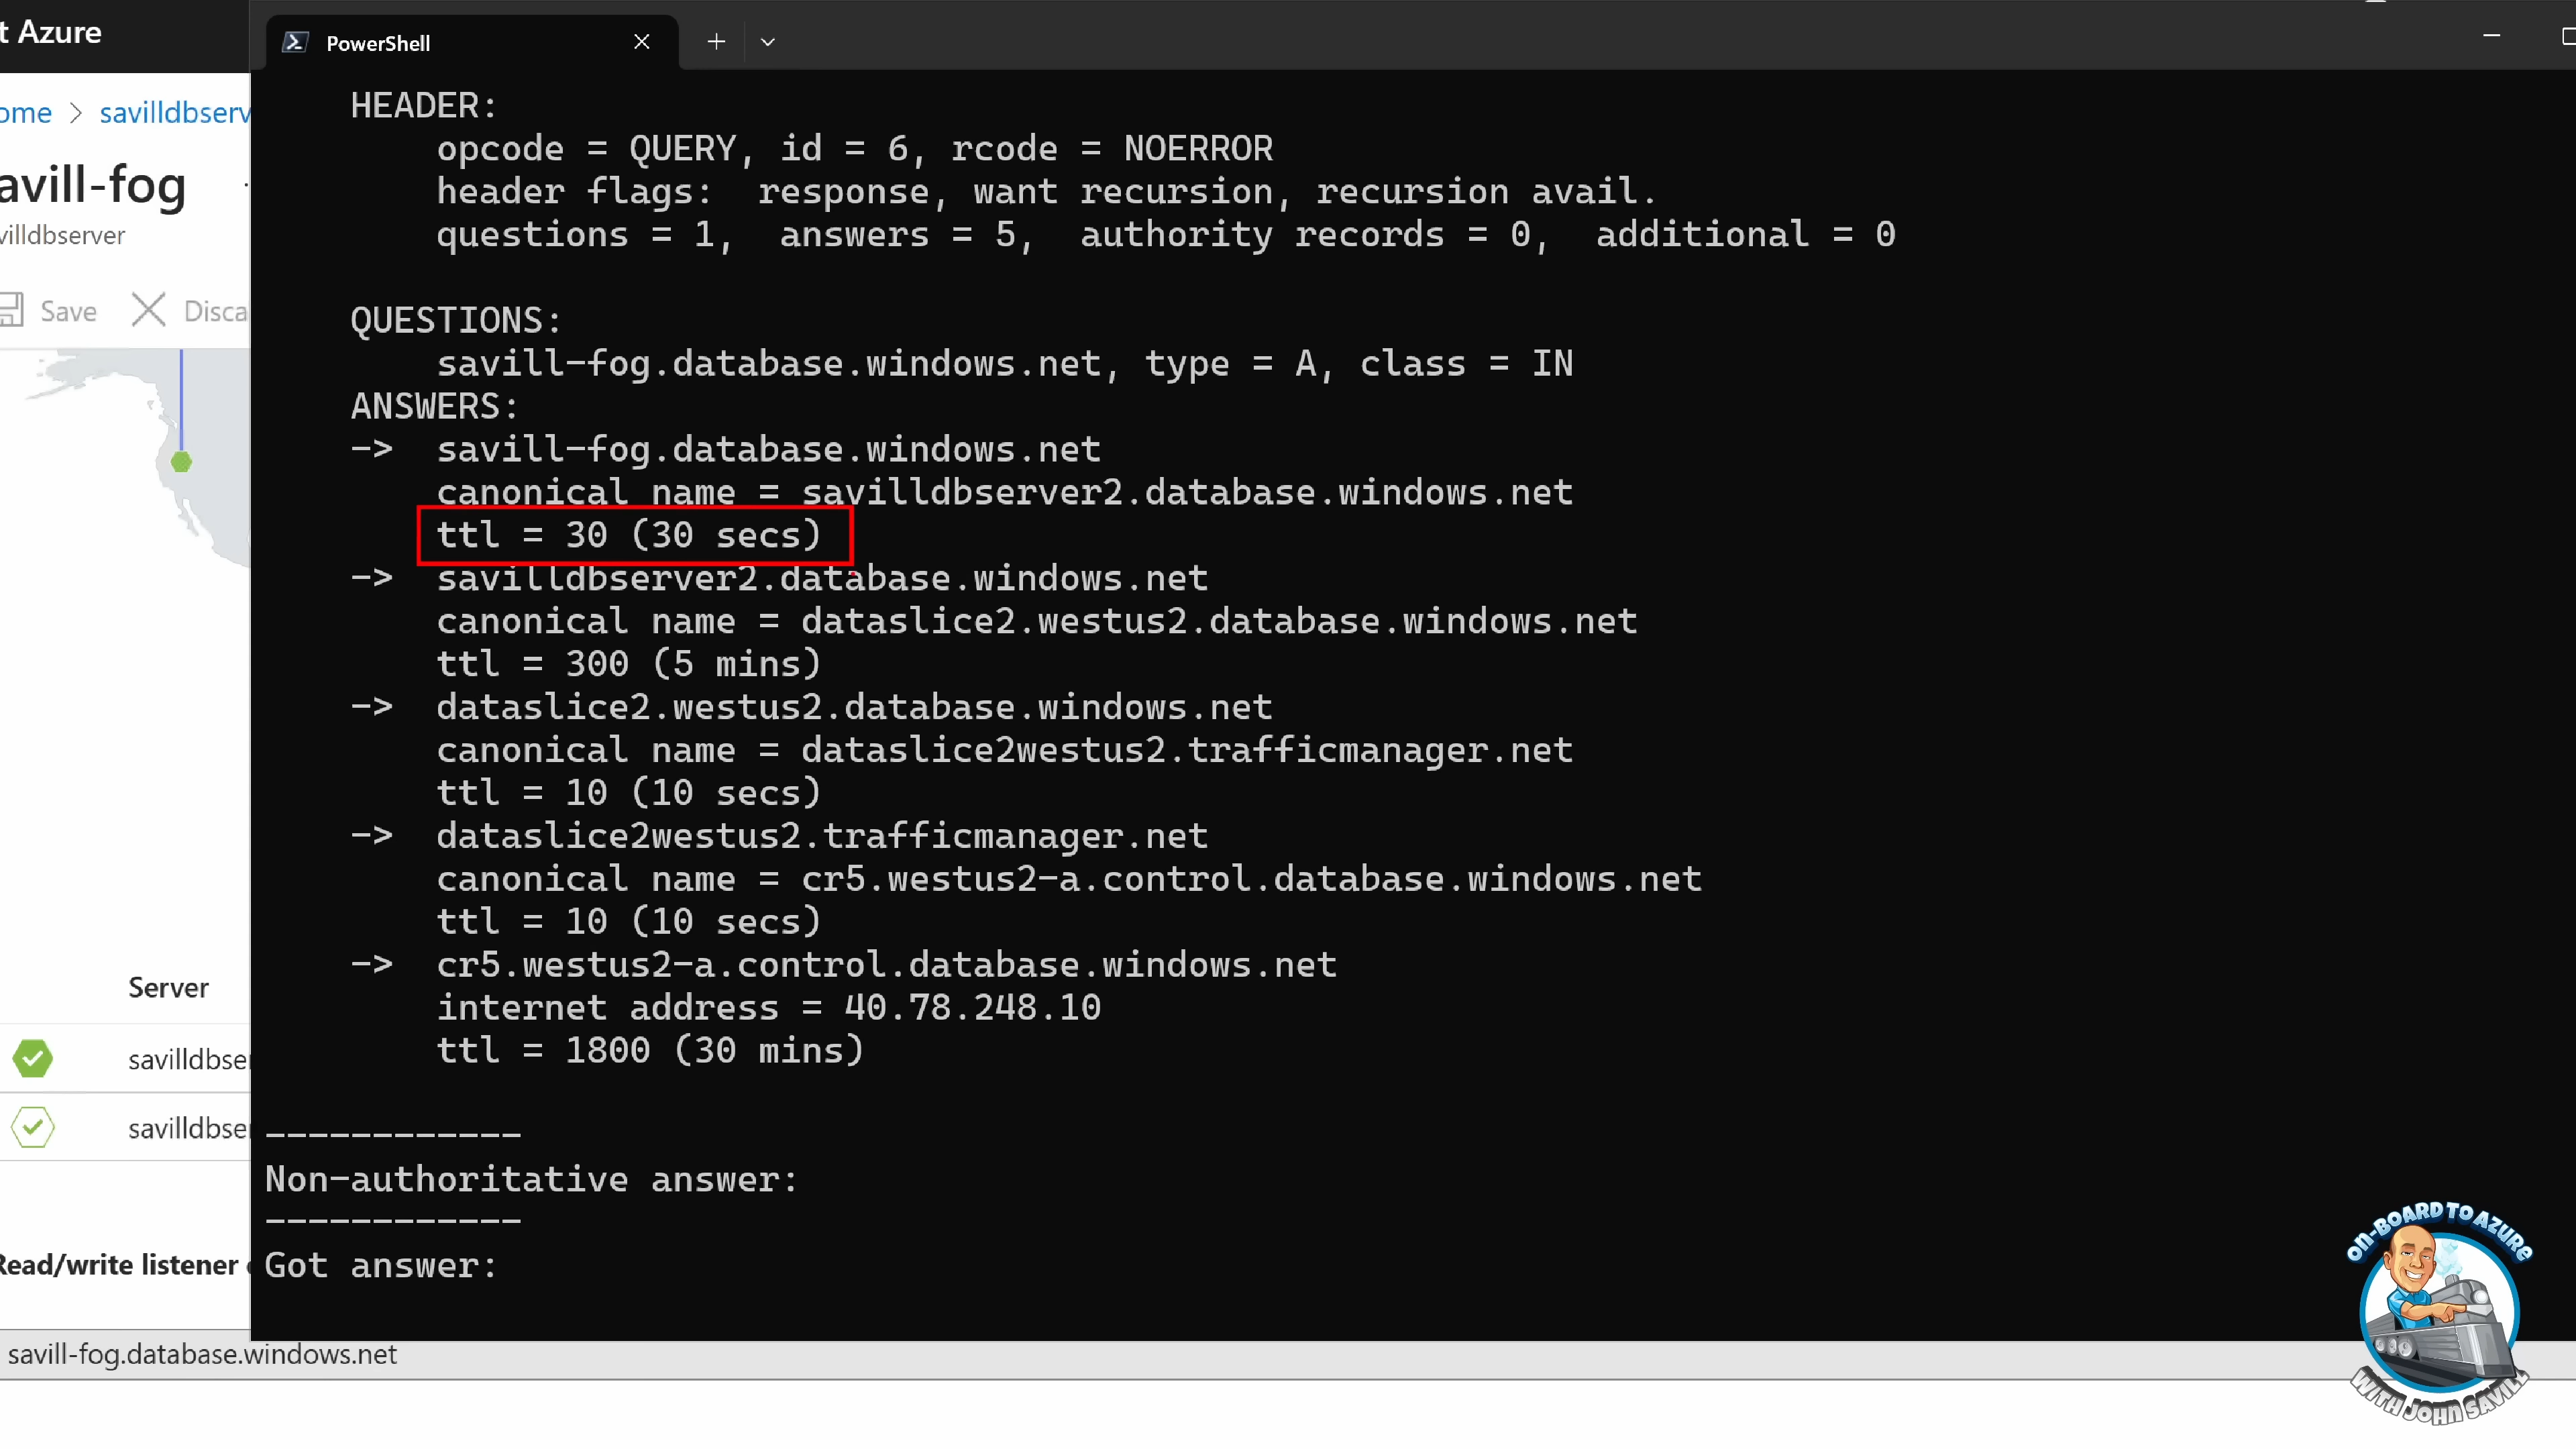 t Azure
PowerShell
ome > savilldbserv
avill-fog
villdbserver
Save Disca
HEADER:
opcode = QUERY, id = 6, rcode = NOERROR
header flags: response, want recursion, recursion avail.
questions = 1, answers = 5, authority records = 0, additional = 0
QUESTIONS:
savill-fog.database.windows.net, type = A, class = IN
ANSWERS:
-> savill-fog.database.windows.net
canonical name = savilldbserver2.database.windows.net
ttl = 30 (30 secs)
-> savilldbserver2.database.windows.net
canonical name = dataslice2.westus2.database.windows.net
ttl = 300 (5 mins)
-> dataslice2.westus2.database.windows.net
canonical name = dataslice2westus2.trafficmanager.net
ttl = 10 (10 secs)
-> dataslice2westus2.trafficmanager.net
canonical name = cr5.westus2-a.control.database.windows.net
ttl = 10 (10 secs)
-> cr5.westus2-a.control.database.windows.net
internet address = 40.78.248.10
ttl = 1800 (30 mins)
------------
Non-authoritative answer:
------------
Got answer:
Server
savilldbser
savilldbser
Read/write listener
savill-fog.database.windows.net
ON-BOARD TO AZURE
WITH JOHN SAVILL